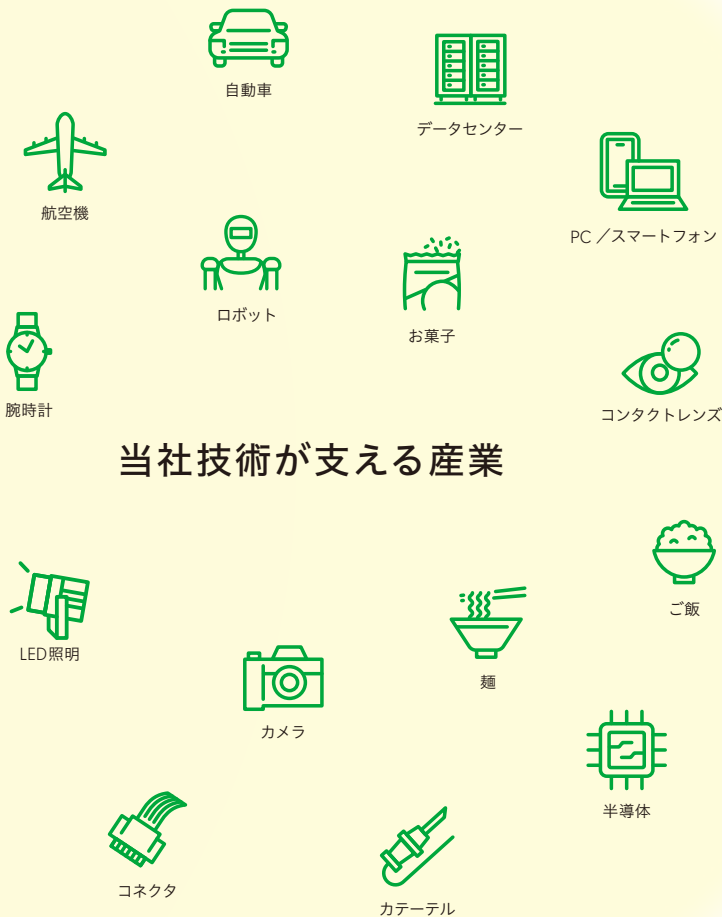 自動車
データセンター
航空機
PC／スマートフォン
ロボット
お菓子
腕時計
コンタクトレンズ
当社技術が支える産業
ご飯
LED照明
麺
カメラ
半導体
コネクタ
カテーテル